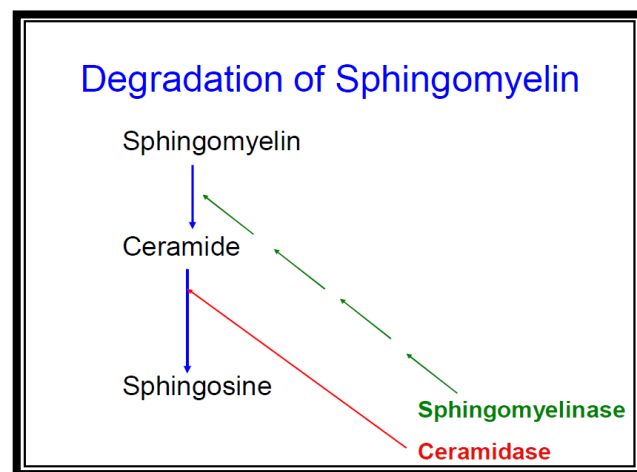 Degradation of Sphingomyelin
Sphingomyelin
Ceramide
Sphingosine
Sphingomyelinase
Ceramidase